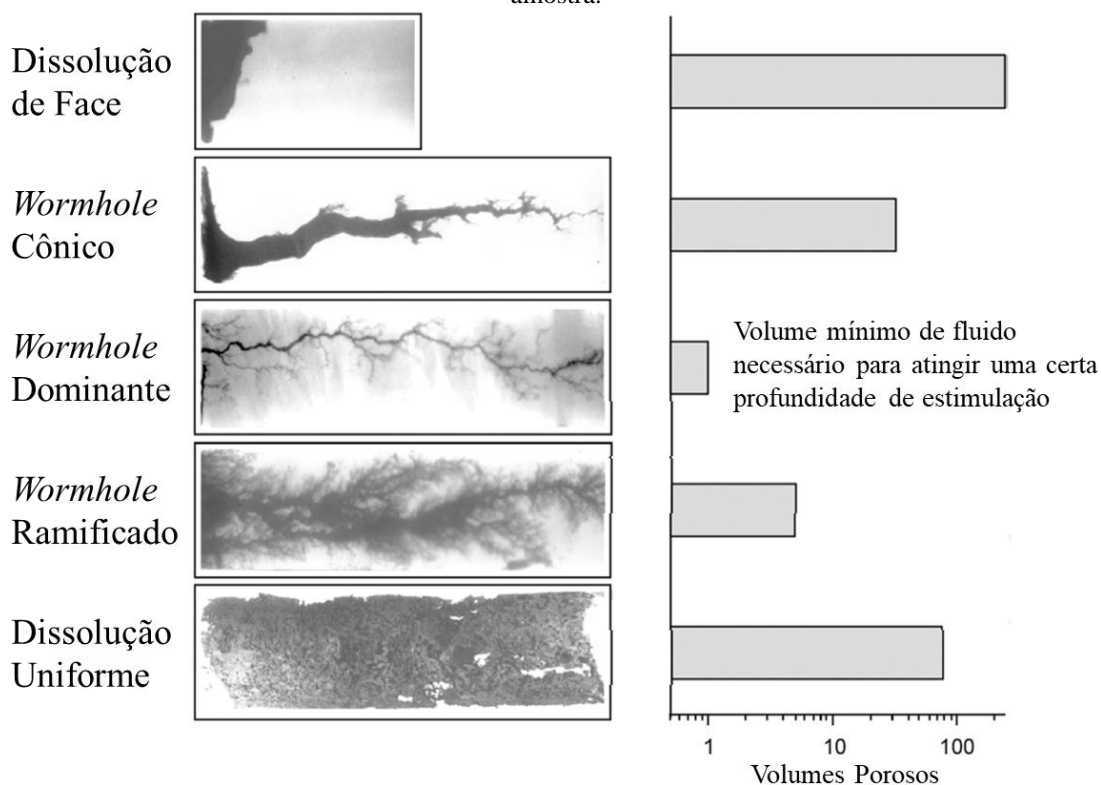 amostra.
Dissolução
de Face
Wormhole
Cônico
Wormhole
Dominante
Volume mínimo de fluido
necessário para atingir uma certa
profundidade de estimulação
Wormhole
Ramificado
Dissolução
Uniforme
1 10 100
Volumes Porosos